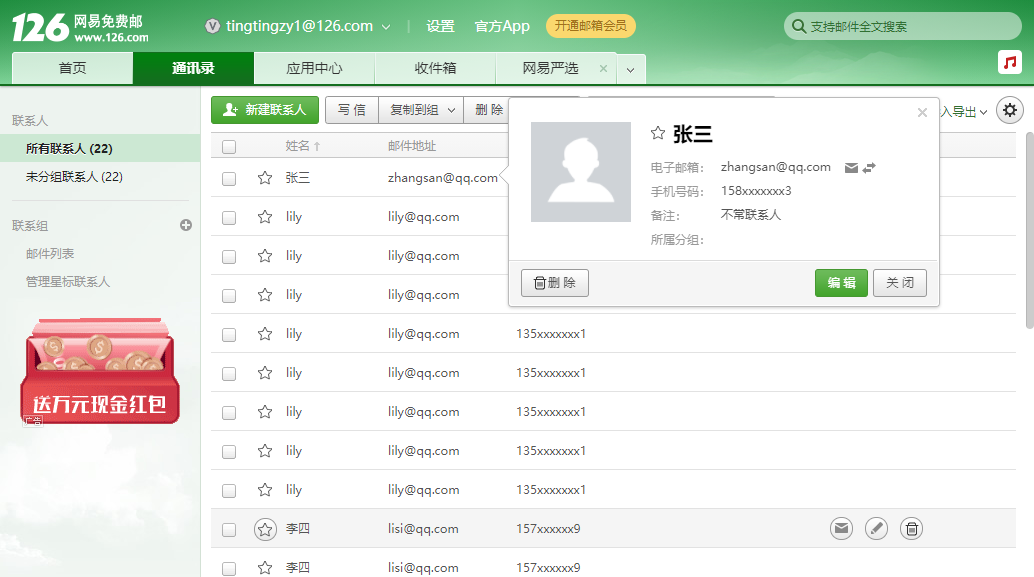 126 网易免费邮
www.126.com
V tingtingzy1@126.com 设置 官方App 开通邮箱会员 支持邮件全文搜索
首页 通讯录 应用中心 收件箱 网易严选
联系人
所有联系人 (22)
未分组联系人 (22)
联系组
邮件列表
管理星标联系人
送万元现金红包
广告
新建联系人 写 信 复制到组 删 除 入导出
姓名 邮件地址
张三 zhangsan@qq.com
lily lily@qq.com
lily lily@qq.com
lily lily@qq.com
lily lily@qq.com 135xxxxxxx1
lily lily@qq.com 135xxxxxxx1
lily lily@qq.com 135xxxxxxx1
lily lily@qq.com 135xxxxxxx1
lily lily@qq.com 135xxxxxxx1
李四 lisi@qq.com 157xxxxxx9
李四 lisi@qq.com 157xxxxxx9
张三
电子邮箱: zhangsan@qq.com
手机号码: 158xxxxxxx3
备注: 不常联系人
所属分组:
删 除 编 辑 关 闭